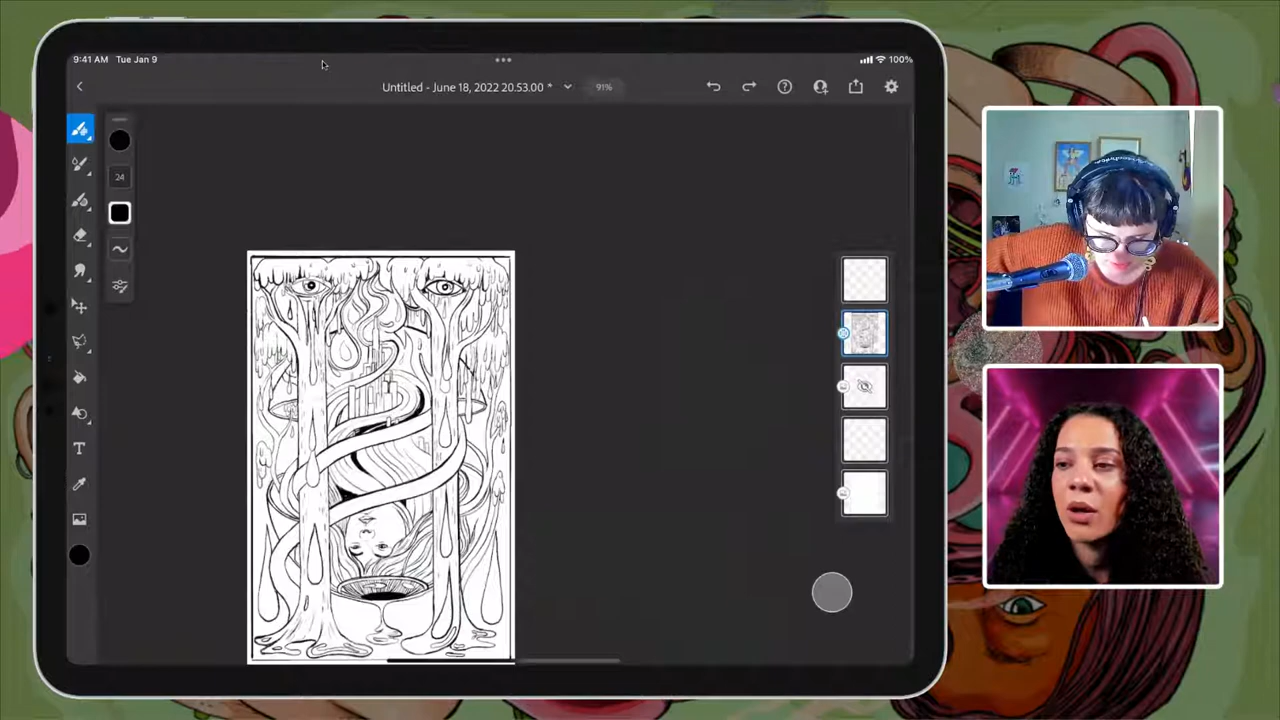 9:41 AM Tue Jan 9
100%
Untitled - June 18, 2022 20.53.00 *
91%
24
T